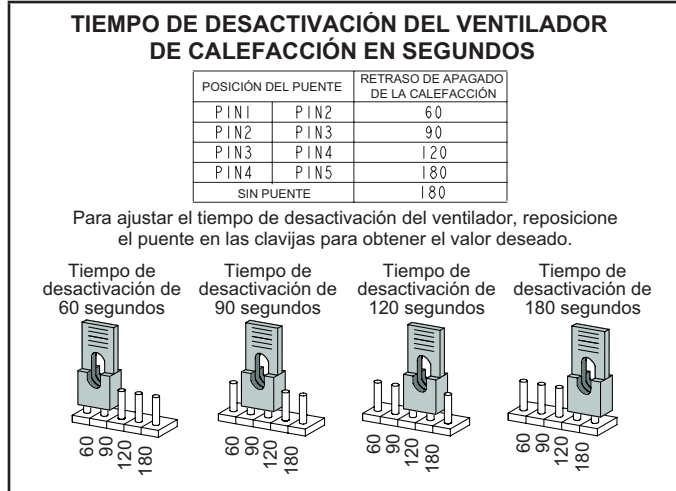 TIEMPO DE DESACTIVACIÓN DEL VENTILADOR
DE CALEFACCIÓN EN SEGUNDOS
POSICIÓN DEL PUENTE RETRASO DE APAGADO DE LA CALEFACCIÓN
PIN1 PIN2 60
PIN2 PIN3 90
PIN3 PIN4 120
PIN4 PIN5 180
SIN PUENTE 180
Para ajustar el tiempo de desactivación del ventilador, reposicione
el puente en las clavijas para obtener el valor deseado.
Tiempo de desactivación de 60 segundos
Tiempo de desactivación de 90 segundos
Tiempo de desactivación de 120 segundos
Tiempo de desactivación de 180 segundos
60 90 120 180
60 90 120 180
60 90 120 180
60 90 120 180